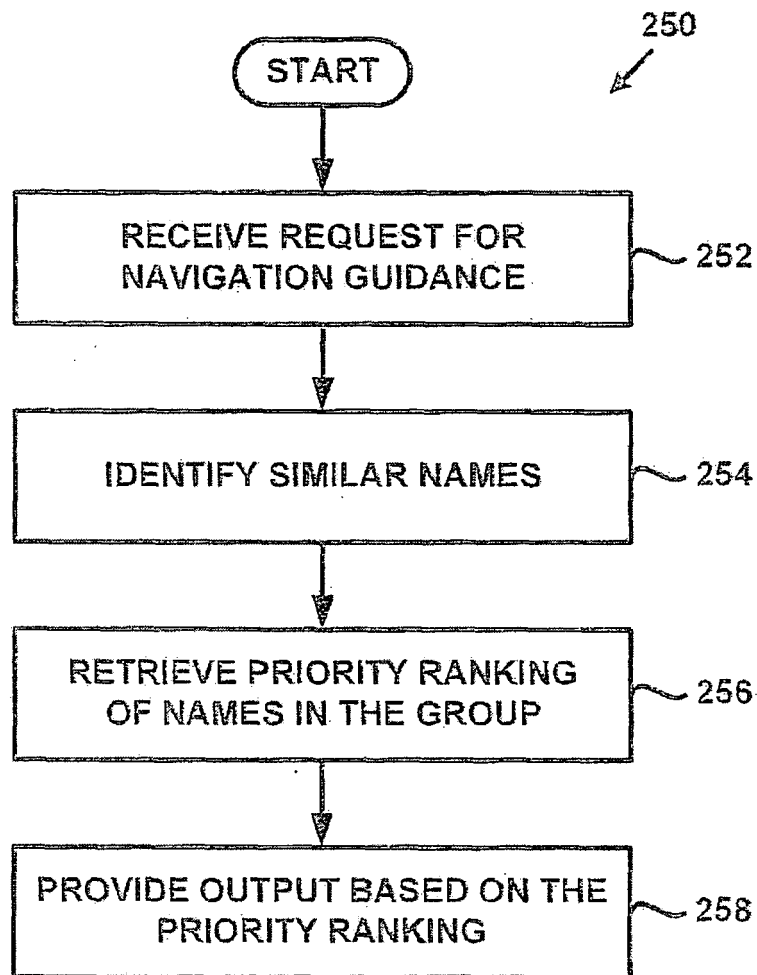 250
START
RECEIVE REQUEST FOR
NAVIGATION GUIDANCE
252
IDENTIFY SIMILAR NAMES
254
RETRIEVE PRIORITY RANKING
OF NAMES IN THE GROUP
256
PROVIDE OUTPUT BASED ON THE
PRIORITY RANKING
258